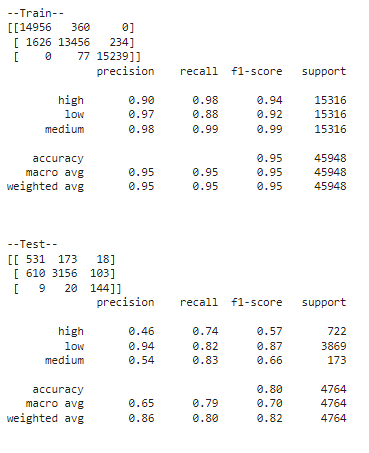 --Train--
[[14956   360     0]
 [ 1626 13456   234]
 [    0    77 15239]]
              precision    recall  f1-score   support

        high       0.90      0.98      0.94     15316
         low       0.97      0.88      0.92     15316
      medium       0.98      0.99      0.99     15316

    accuracy                           0.95     45948
   macro avg       0.95      0.95      0.95     45948
weighted avg       0.95      0.95      0.95     45948

--Test--
[[ 531  173   18]
 [ 610 3156  103]
 [   9   20  144]]
              precision    recall  f1-score   support

        high       0.46      0.74      0.57       722
         low       0.94      0.82      0.87      3869
      medium       0.54      0.83      0.66       173

    accuracy                           0.80      4764
   macro avg       0.65      0.79      0.70      4764
weighted avg       0.86      0.80      0.82      4764